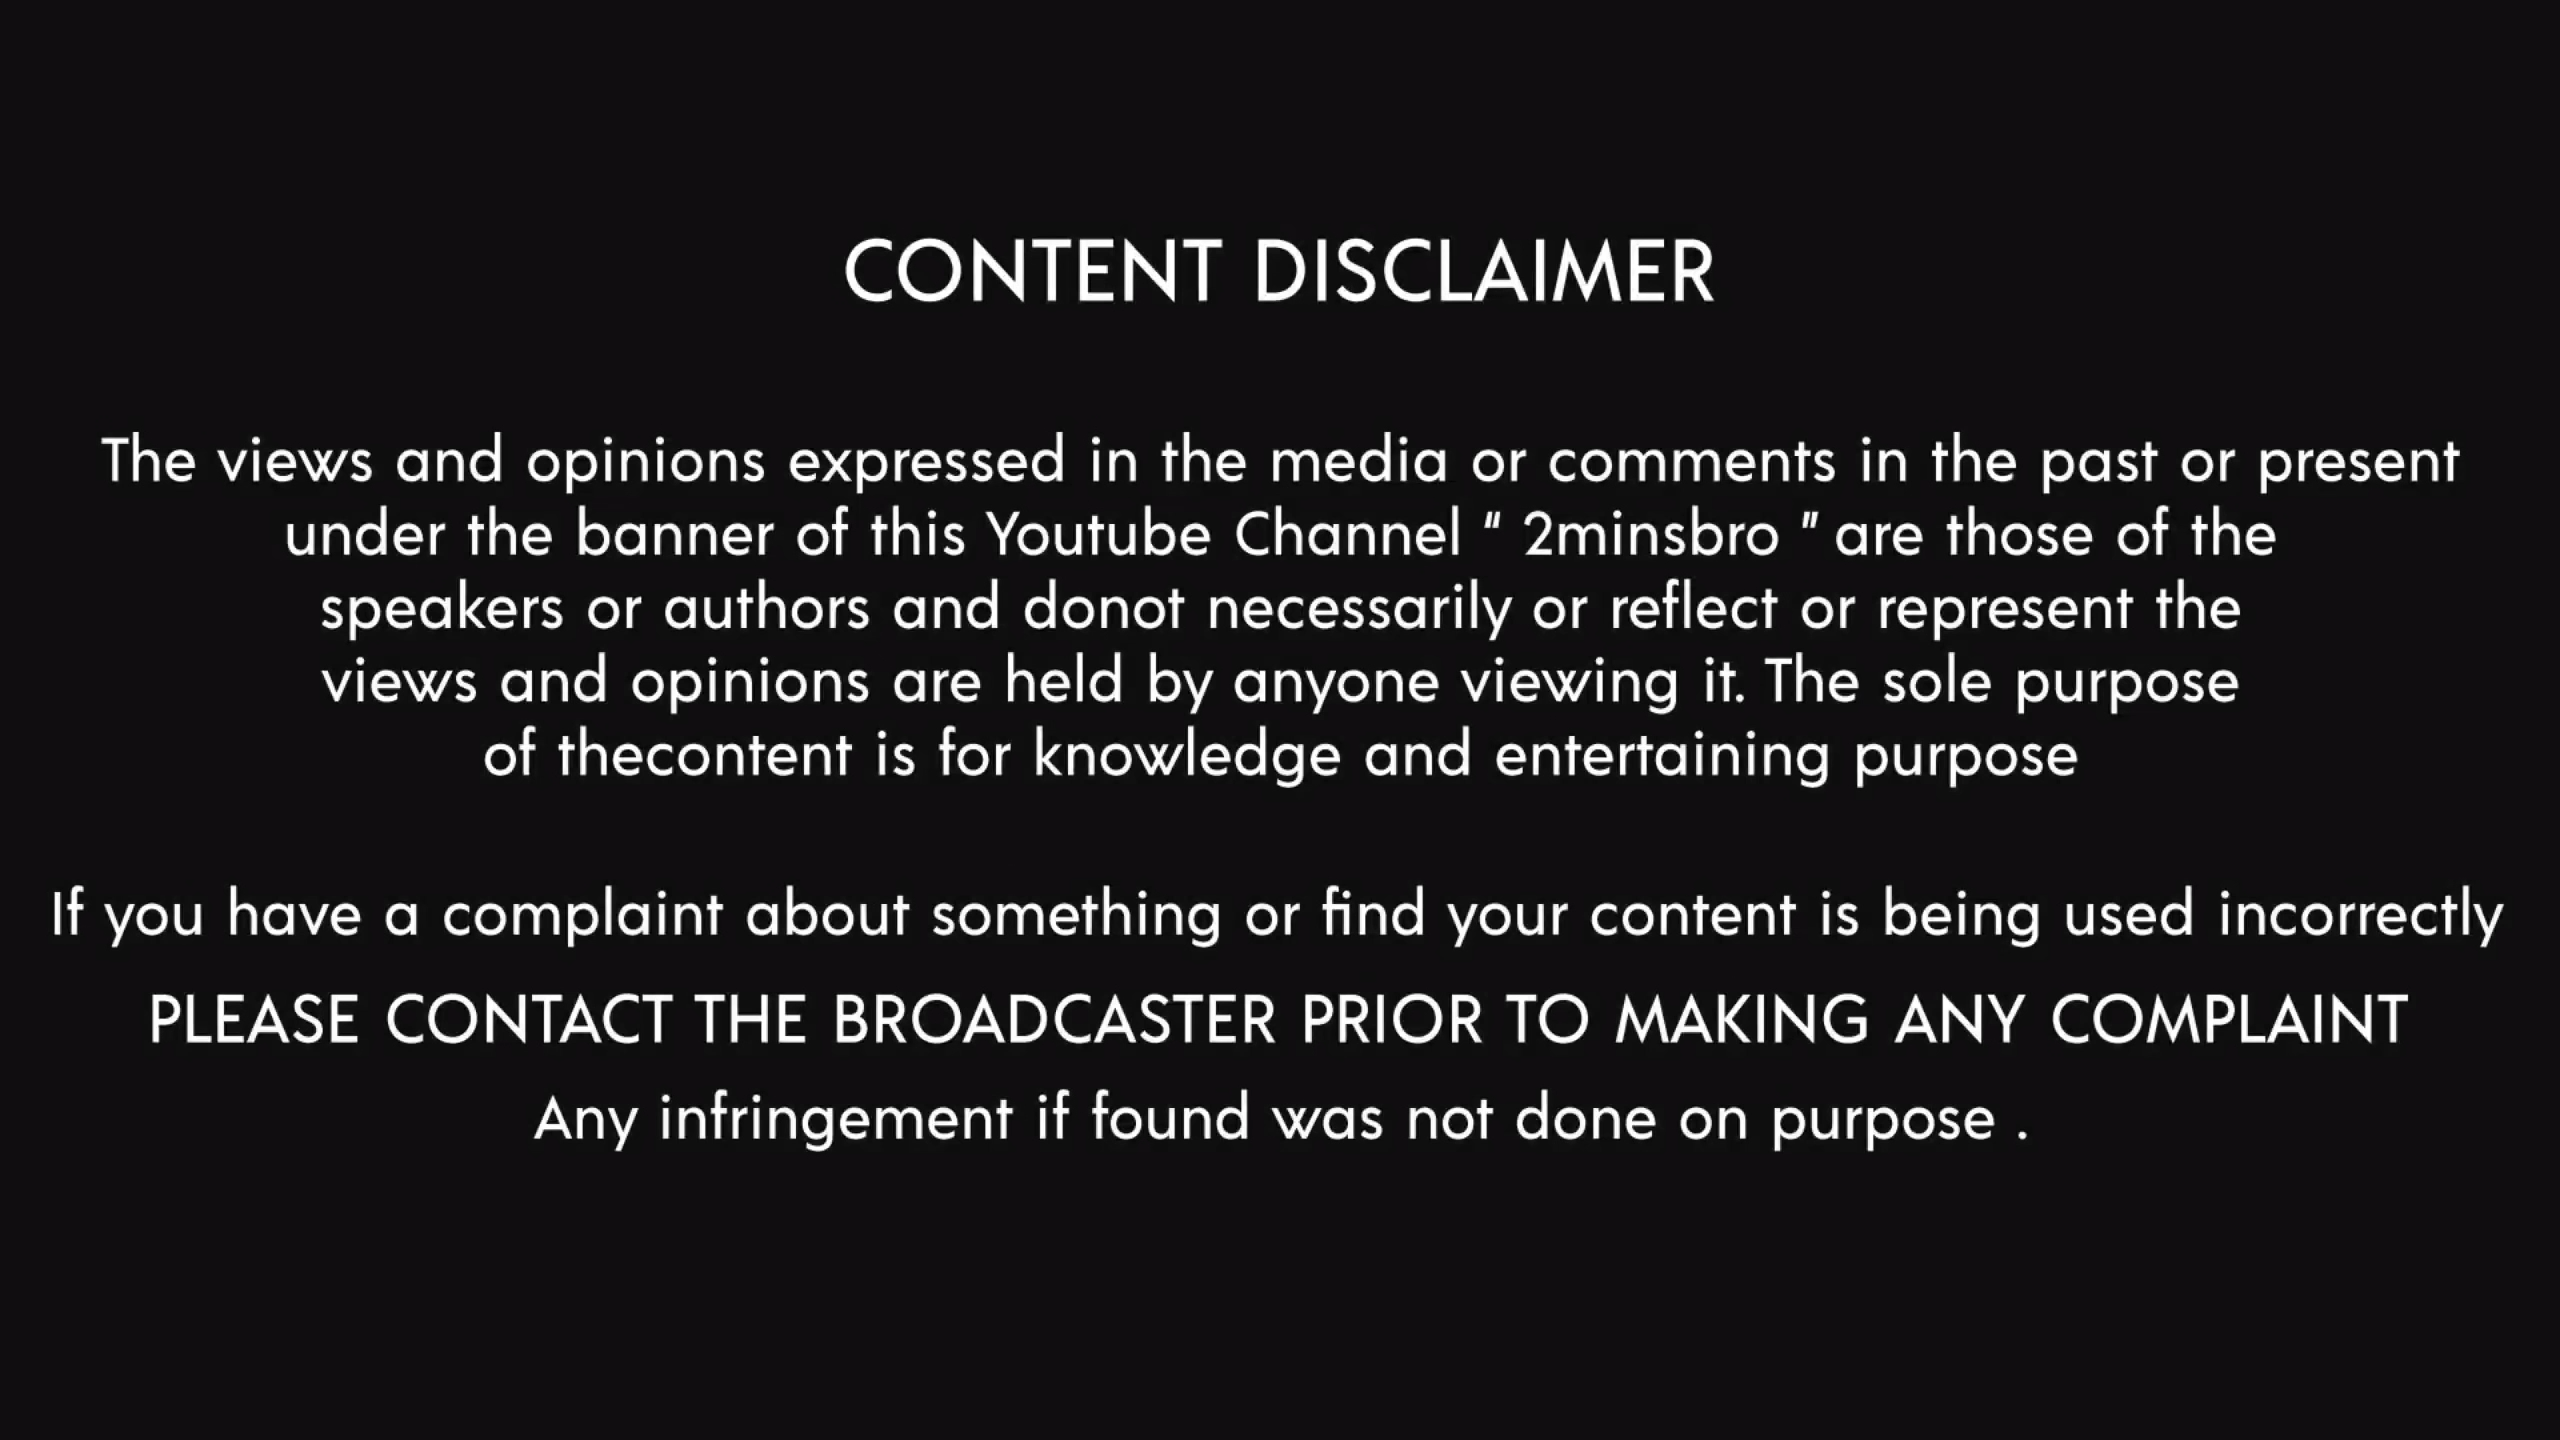 CONTENT DISCLAIMER
The views and opinions expressed in the media or comments in the past or present
under the banner of this Youtube Channel " 2minsbro " are those of the
speakers or authors and donot necessarily or reflect or represent the
views and opinions are held by anyone viewing it. The sole purpose
of thecontent is for knowledge and entertaining purpose
If you have a complaint about something or find your content is being used incorrectly
PLEASE CONTACT THE BROADCASTER PRIOR TO MAKING ANY COMPLAINT
Any infringement if found was not done on purpose .